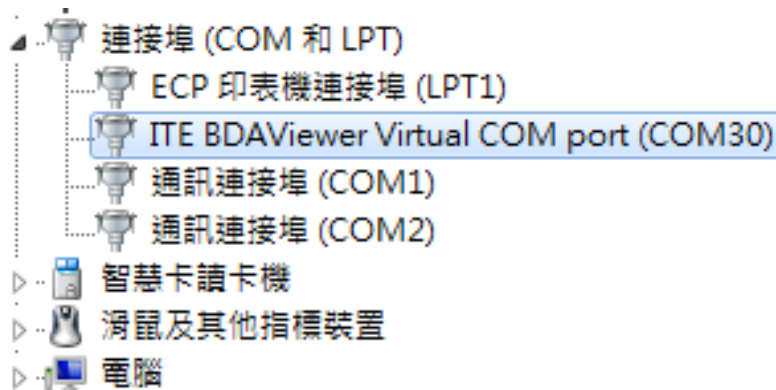 連接埠 (COM 和 LPT)
ECP 印表機連接埠 (LPT1)
ITE BDAViewer Virtual COM port (COM30)
通訊連接埠 (COM1)
通訊連接埠 (COM2)
智慧卡讀卡機
滑鼠及其他指標裝置
電腦